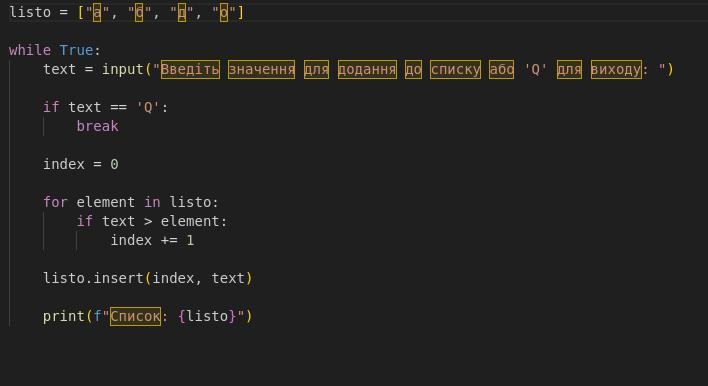 listo = ["а", "б", "д", "о"]
while True:
text = input("Введіть значення для додання до списку або 'Q' для виходу: ")
if text == 'Q':
break
index = 0
for element in listo:
if text > element:
index += 1
listo.insert(index, text)
print(f"Список: {listo}")